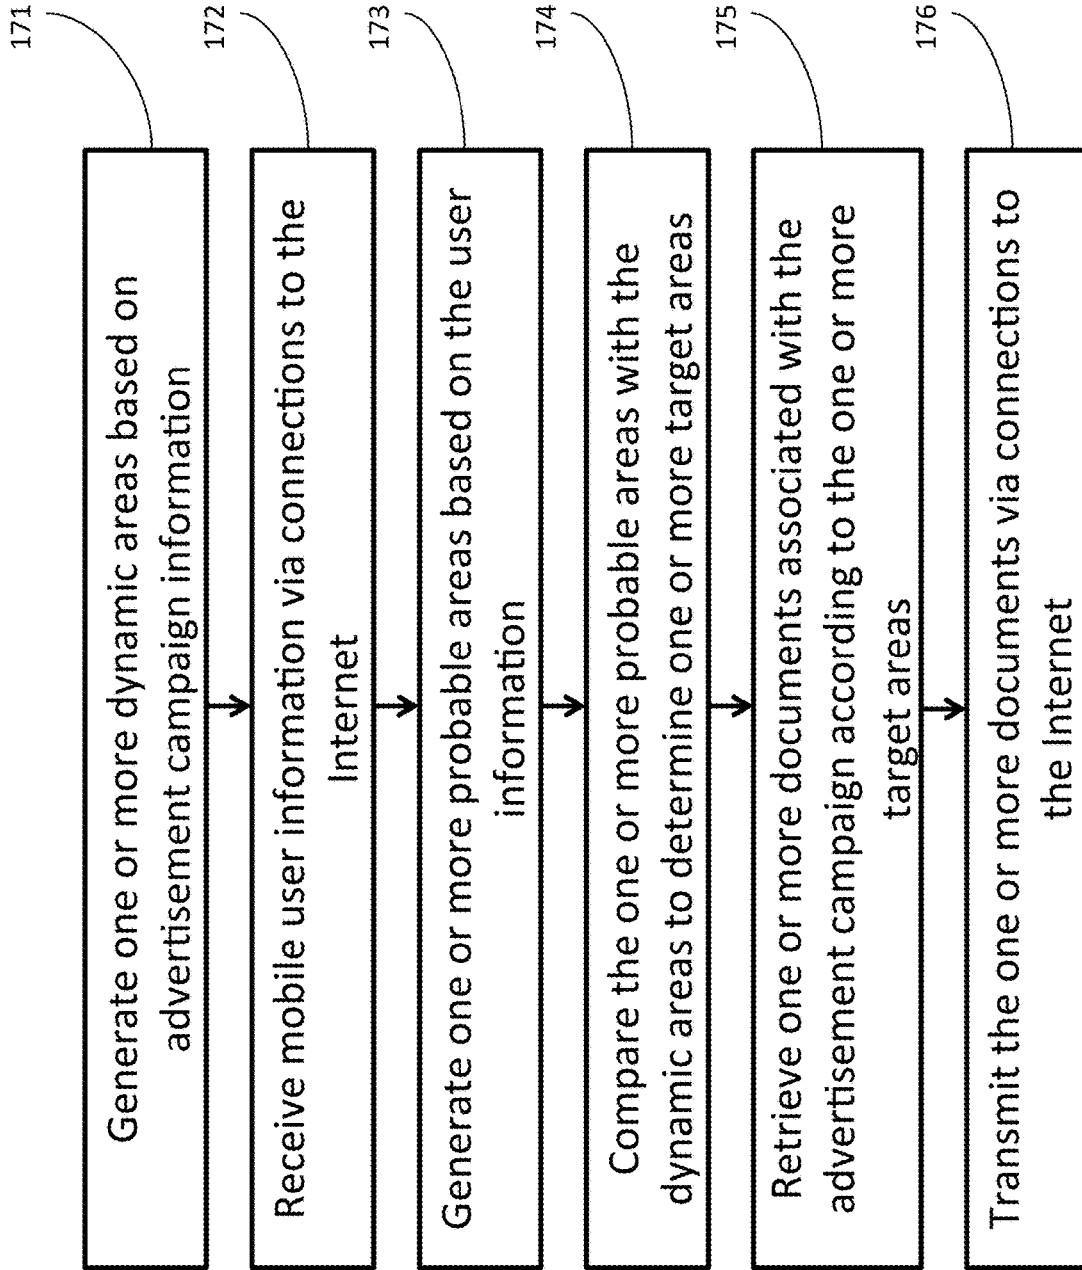 Generate one or more dynamic areas based on
advertisement campaign information
171
Receive mobile user information via connections to the
Internet
172
Generate one or more probable areas based on the user
information
173
Compare the one or more probable areas with the
dynamic areas to determine one or more target areas
174
Retrieve one or more documents associated with the
advertisement campaign according to the one or more
target areas
175
Transmit the one or more documents via connections to
the Internet
176